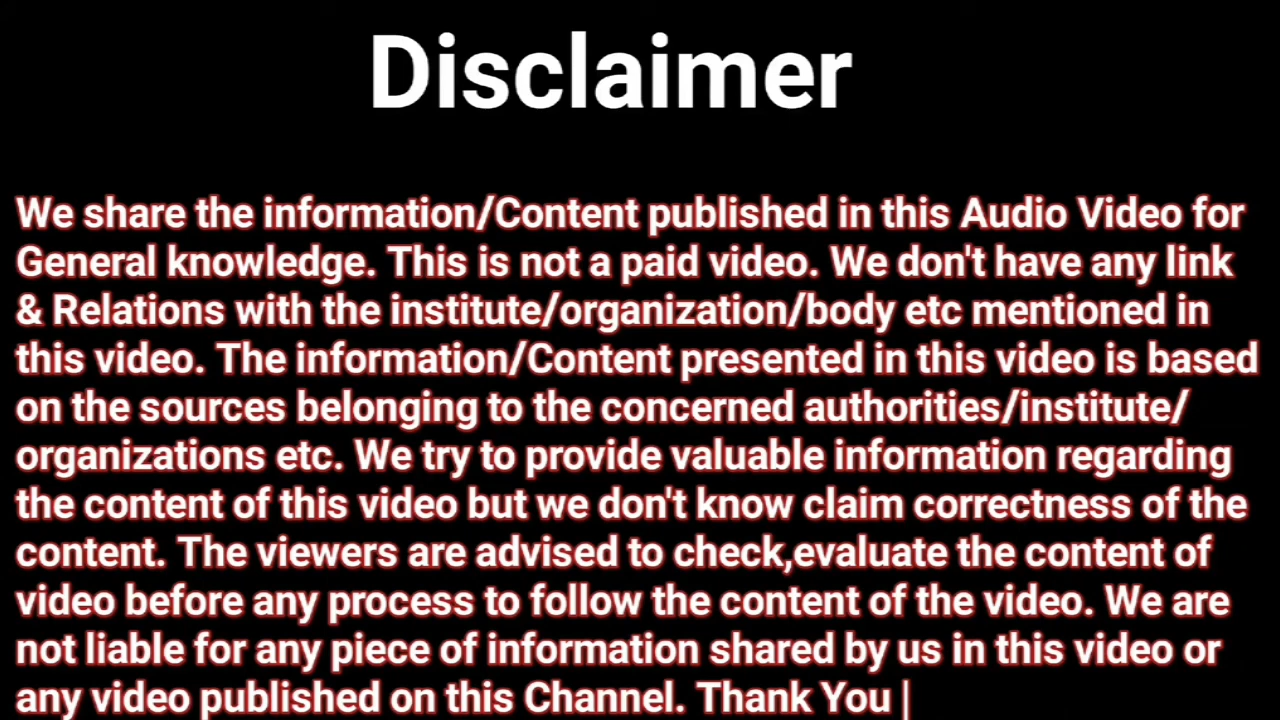 Disclaimer
We share the information/Content published in this Audio Video for
General knowledge. This is not a paid video. We don't have any link
& Relations with the institute/organization/body etc mentioned in
this video. The information/Content presented in this video is based
on the sources belonging to the concerned authorities/institute/
organizations etc. We try to provide valuable information regarding
the content of this video but we don't know claim correctness of the
content. The viewers are advised to check,evaluate the content of
video before any process to follow the content of the video. We are
not liable for any piece of information shared by us in this video or
any video published on this Channel. Thank You |